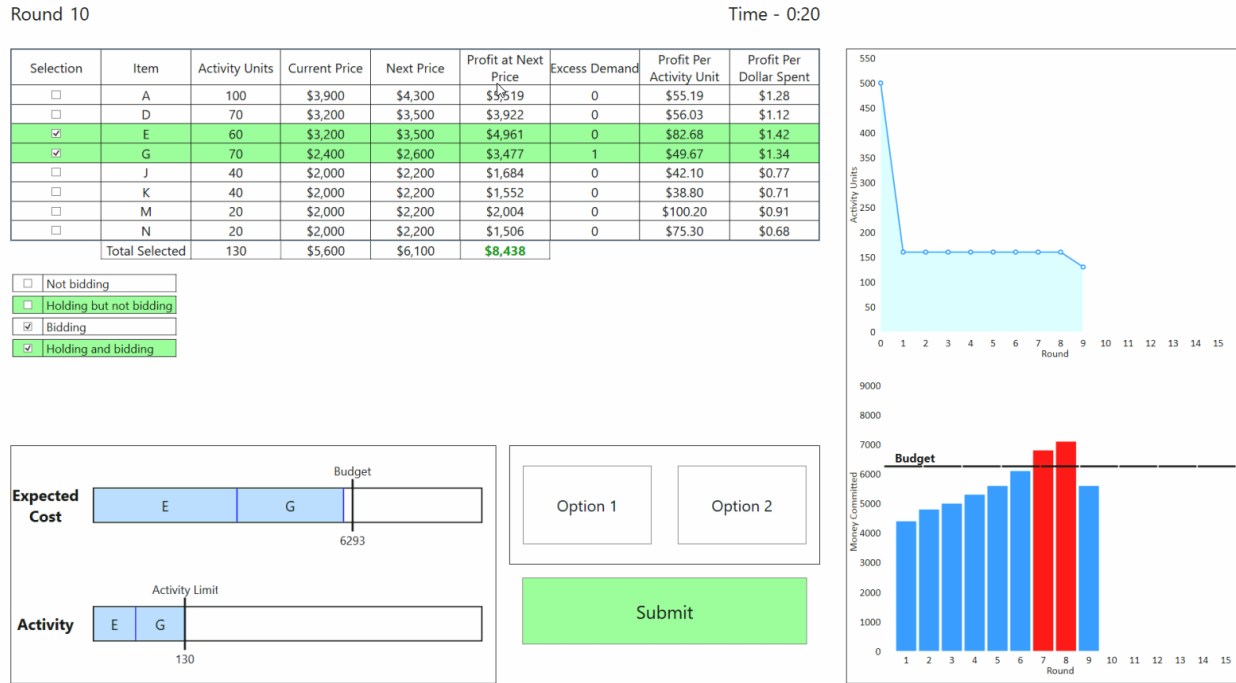 Round 10
Time - 0:20
Selection Item Activity Units Current Price Next Price Profit at Next Price Excess Demand Profit Per Activity Unit Profit Per Dollar Spent
A 100 $3,900 $4,300 $5,519 0 $55.19 $1.28
D 70 $3,200 $3,500 $3,922 0 $56.03 $1.12
E 60 $3,200 $3,500 $4,961 0 $82.68 $1.42
G 70 $2,400 $2,600 $3,477 1 $49.67 $1.34
J 40 $2,000 $2,200 $1,684 0 $42.10 $0.77
K 40 $2,000 $2,200 $1,552 0 $38.80 $0.71
M 20 $2,000 $2,200 $2,004 0 $100.20 $0.91
N 20 $2,000 $2,200 $1,506 0 $75.30 $0.68
Total Selected 130 $5,600 $6,100 $8,438
Not bidding
Holding but not bidding
Bidding
Holding and bidding
Expected Cost
Budget
E G
6293
Activity
Activity Limit
E G
130
Option 1
Option 2
Submit
Activity Units
550
500
450
400
350
300
250
200
150
100
50
0
0 1 2 3 4 5 6 7 8 9 10 11 12 13 14 15
Round
Money Committed
9000
8000
7000
6000
5000
4000
3000
2000
1000
0
Budget
1 2 3 4 5 6 7 8 9 10 11 12 13 14 15
Round